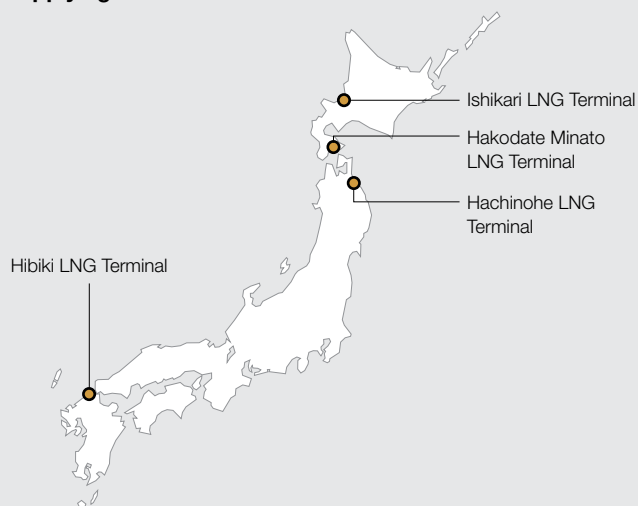 Ishikari LNG Terminal
Hakodate Minato
LNG Terminal
Hachinohe LNG
Terminal
Hibiki LNG Terminal